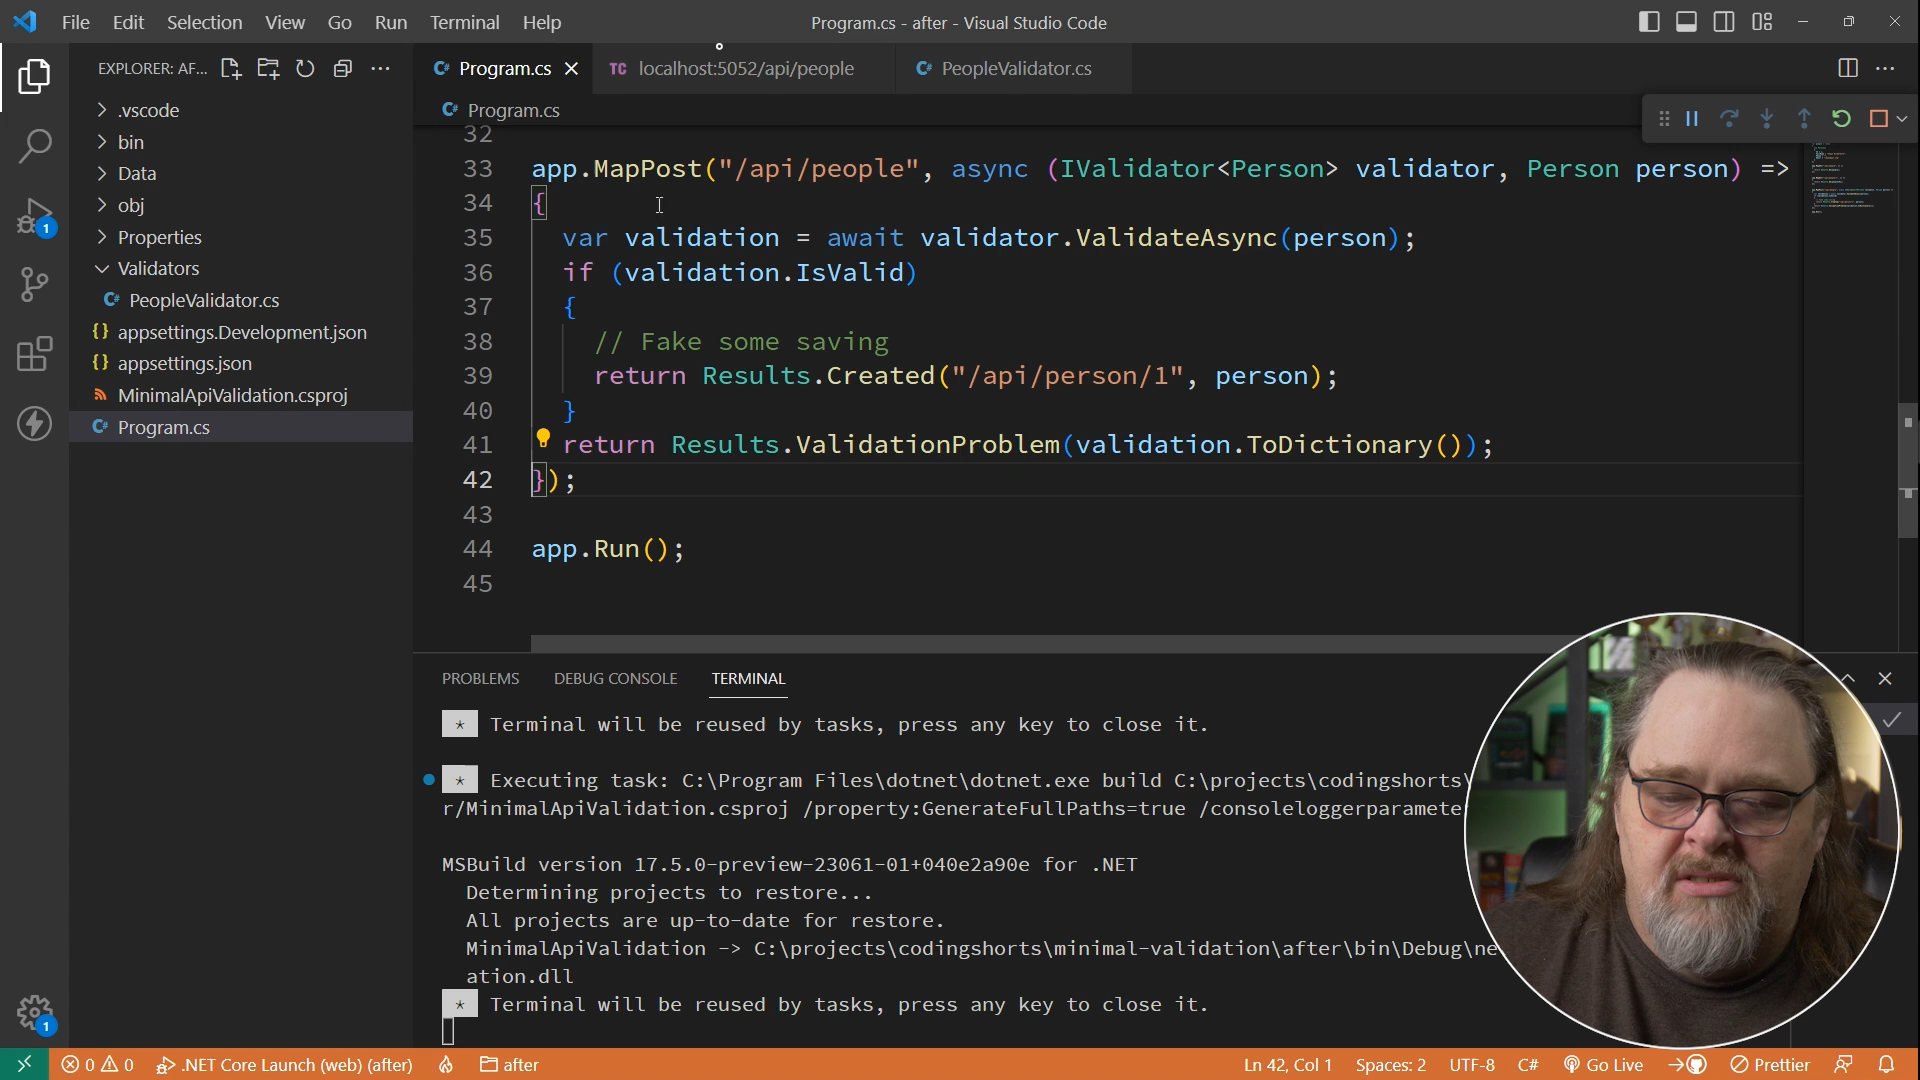 File Edit Selection View Go Run Terminal Help
Program.cs - after - Visual Studio Code
EXPLORER: AF...
C# Program.cs
TC localhost:5052/api/people
C# PeopleValidator.cs
.vscode
bin
Data
obj
Properties
Validators
C# PeopleValidator.cs
{} appsettings.Development.json
{} appsettings.json
MinimalApiValidation.csproj
C# Program.cs
1
1
C# Program.cs
32
33 app.MapPost("/api/people", async (IValidator<Person> validator, Person person) =>
34 {
35 var validation = await validator.ValidateAsync(person);
36 if (validation.IsValid)
37 {
38 // Fake some saving
39 return Results.Created("/api/person/1", person);
40 }
41 return Results.ValidationProblem(validation.ToDictionary());
42 });
43
44 app.Run();
45
PROBLEMS DEBUG CONSOLE TERMINAL
* Terminal will be reused by tasks, press any key to close it.
* Executing task: C:\Program Files\dotnet\dotnet.exe build C:\projects\codingshorts\
r/MinimalApiValidation.csproj /property:GenerateFullPaths=true /consoleloggerparamete
MSBuild version 17.5.0-preview-23061-01+040e2a90e for .NET
Determining projects to restore...
All projects are up-to-date for restore.
MinimalApiValidation -> C:\projects\codingshorts\minimal-validation\after\bin\Debug\ne
ation.dll
* Terminal will be reused by tasks, press any key to close it.
0 0 .NET Core Launch (web) (after) after
Ln 42, Col 1 Spaces: 2 UTF-8 C# Go Live Prettier